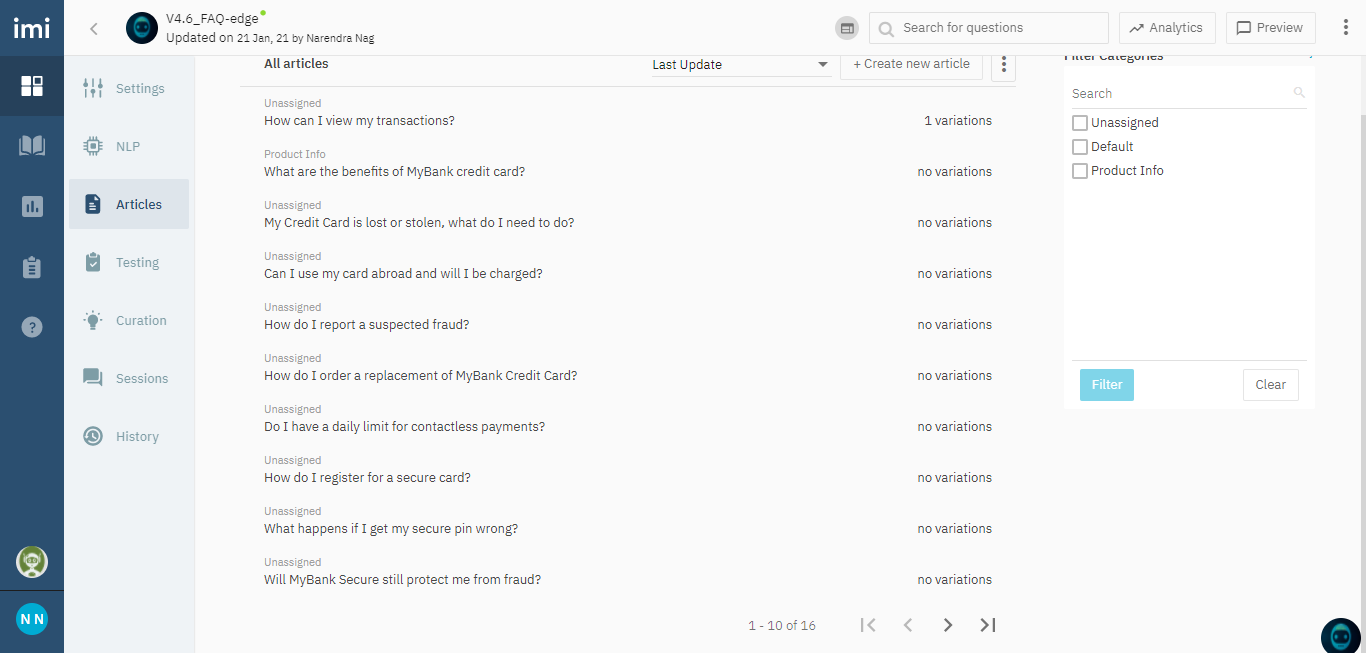 imi
V4.6_FAQ-edge
Updated on 21 Jan, 21 by Narendra Nag
Search for questions
Analytics
Preview
Settings
NLP
Articles
Testing
Curation
Sessions
History
?
N N
All articles
Last Update
+ Create new article
Unassigned
How can I view my transactions?
1 variations
Product Info
What are the benefits of MyBank credit card?
no variations
Unassigned
My Credit Card is lost or stolen, what do I need to do?
no variations
Unassigned
Can I use my card abroad and will I be charged?
no variations
Unassigned
How do I report a suspected fraud?
no variations
Unassigned
How do I order a replacement of MyBank Credit Card?
no variations
Unassigned
Do I have a daily limit for contactless payments?
no variations
Unassigned
How do I register for a secure card?
no variations
Unassigned
What happens if I get my secure pin wrong?
no variations
Unassigned
Will MyBank Secure still protect me from fraud?
no variations
1 - 10 of 16
Filter Categories
Search
Unassigned
Default
Product Info
Filter
Clear